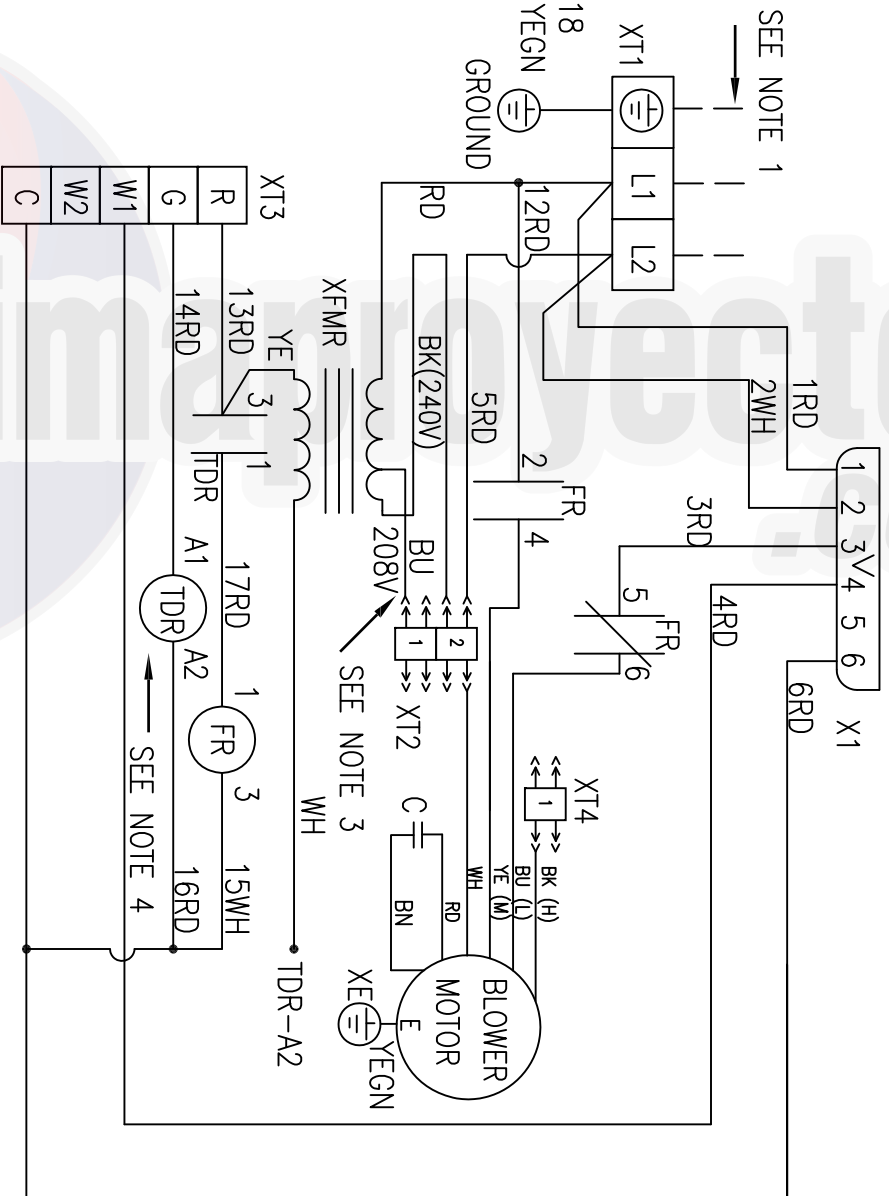 SEE NOTE 1
XT1
L1
L2
18
YEGN
GROUND
12RD
RD
1RD
2WH
X1
1
2
3
4
5
6
3RD
4RD
6RD
5RD
BK(240V)
FR
2
4
FR
5
6
XT3
R
G
W1
W2
C
XFMR
YE
13RD
14RD
3
1
TDR
BU
208V
1
2
XT2
SEE NOTE 3
XT4
1
BK (H)
BU (L)
YE (M)
WH
RD
BN
C
BLOWER
MOTOR
E
XE
YEGN
A1
TDR
A2
17RD
1
FR
3
15WH
16RD
SEE NOTE 4
WH
TDR-A2
imaproyecto
.c